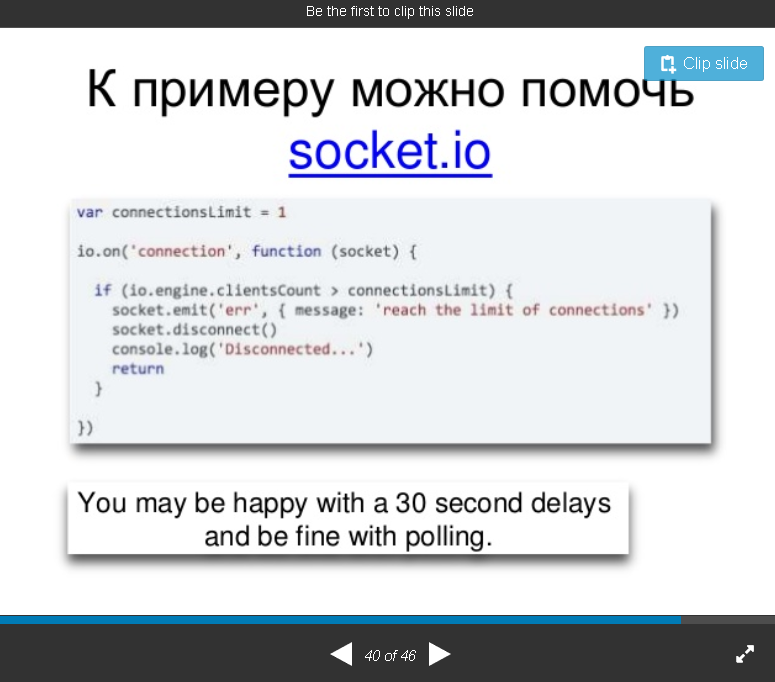 Be the first to clip this slide
Clip slide
К примеру можно помочь
socket.io
var connectionsLimit = 1
io.on('connection', function (socket) {
if (io.engine.clientsCount > connectionsLimit) {
socket.emit('err', { message: 'reach the limit of connections' })
socket.disconnect()
console.log('Disconnected...')
return
}
})
You may be happy with a 30 second delays
and be fine with polling.
40 of 46